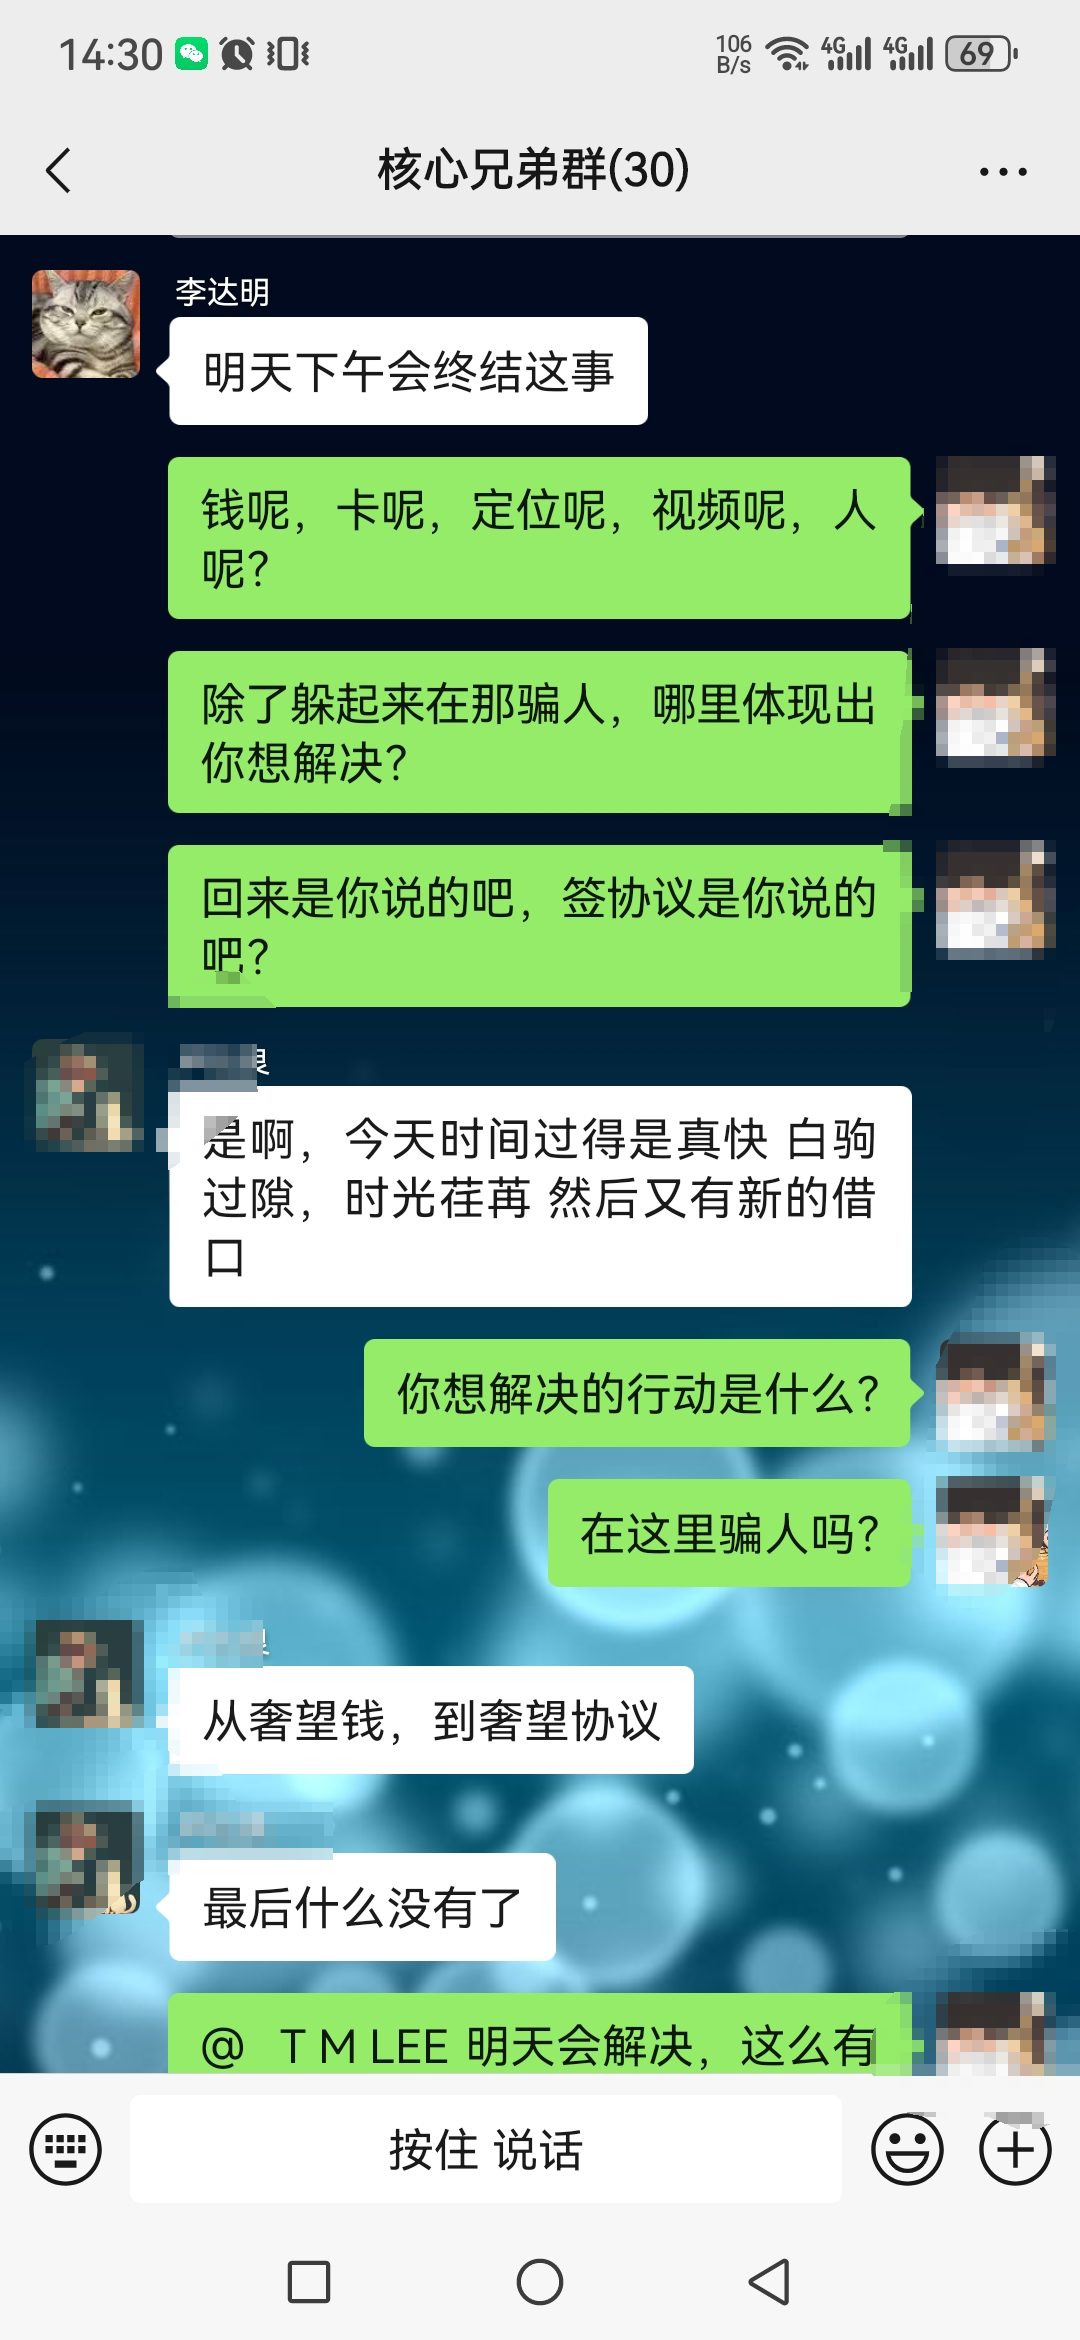 14:30
106
B/s
4G
4G
69
核心兄弟群(30)
李达明
明天下午会终结这事
钱呢，卡呢，定位呢，视频呢，人
呢？
除了躲起来在那骗人，哪里体现出
你想解决？
回来是你说的吧，签协议是你说的
吧？
是啊，今天时间过得是真快 白驹
过隙，时光荏苒 然后又有新的借
口
你想解决的行动是什么？
在这里骗人吗？
从奢望钱，到奢望协议
最后什么没有了
@ T M LEE 明天会解决，这么有
按住 说话